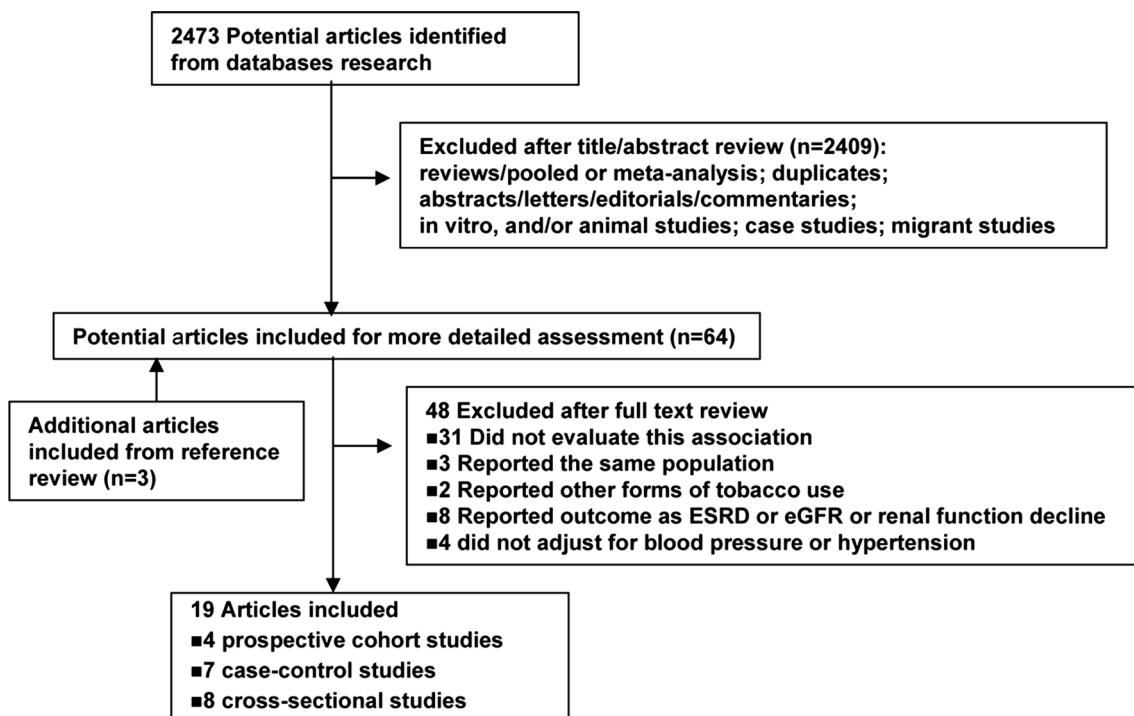 2473 Potential articles identified
from databases research
Excluded after title/abstract review (n=2409):
reviews/pooled or meta-analysis; duplicates;
abstracts/letters/editorials/commentaries;
in vitro, and/or animal studies; case studies; migrant studies
Potential articles included for more detailed assessment (n=64)
Additional articles
included from reference
review (n=3)
48 Excluded after full text review
■31 Did not evaluate this association
■3 Reported the same population
■2 Reported other forms of tobacco use
■8 Reported outcome as ESRD or eGFR or renal function decline
■4 did not adjust for blood pressure or hypertension
19 Articles included
■4 prospective cohort studies
■7 case-control studies
■8 cross-sectional studies